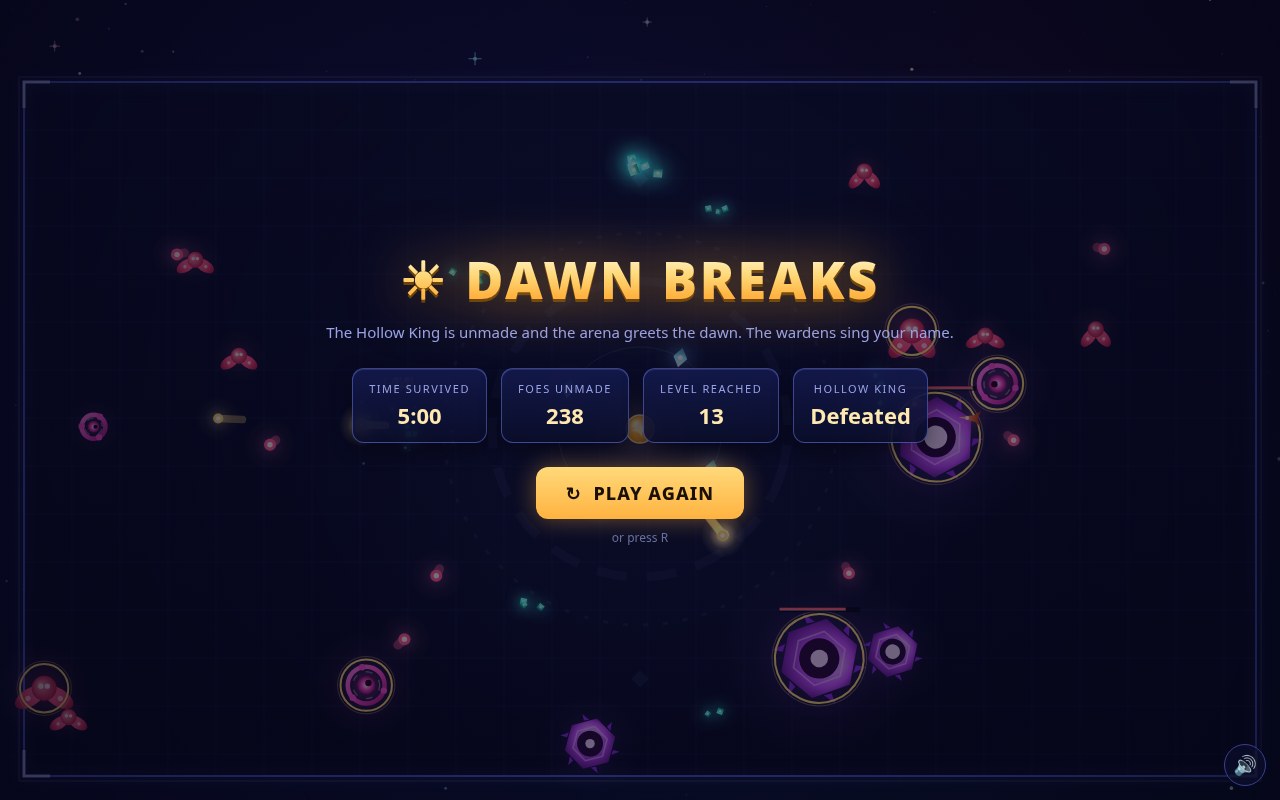 ☀ DAWN BREAKS
The Hollow King is unmade and the arena greets the dawn. The wardens sing your name.
TIME SURVIVED
5:00
FOES UNMADE
238
LEVEL REACHED
13
HOLLOW KING
Defeated
↻ PLAY AGAIN
or press R